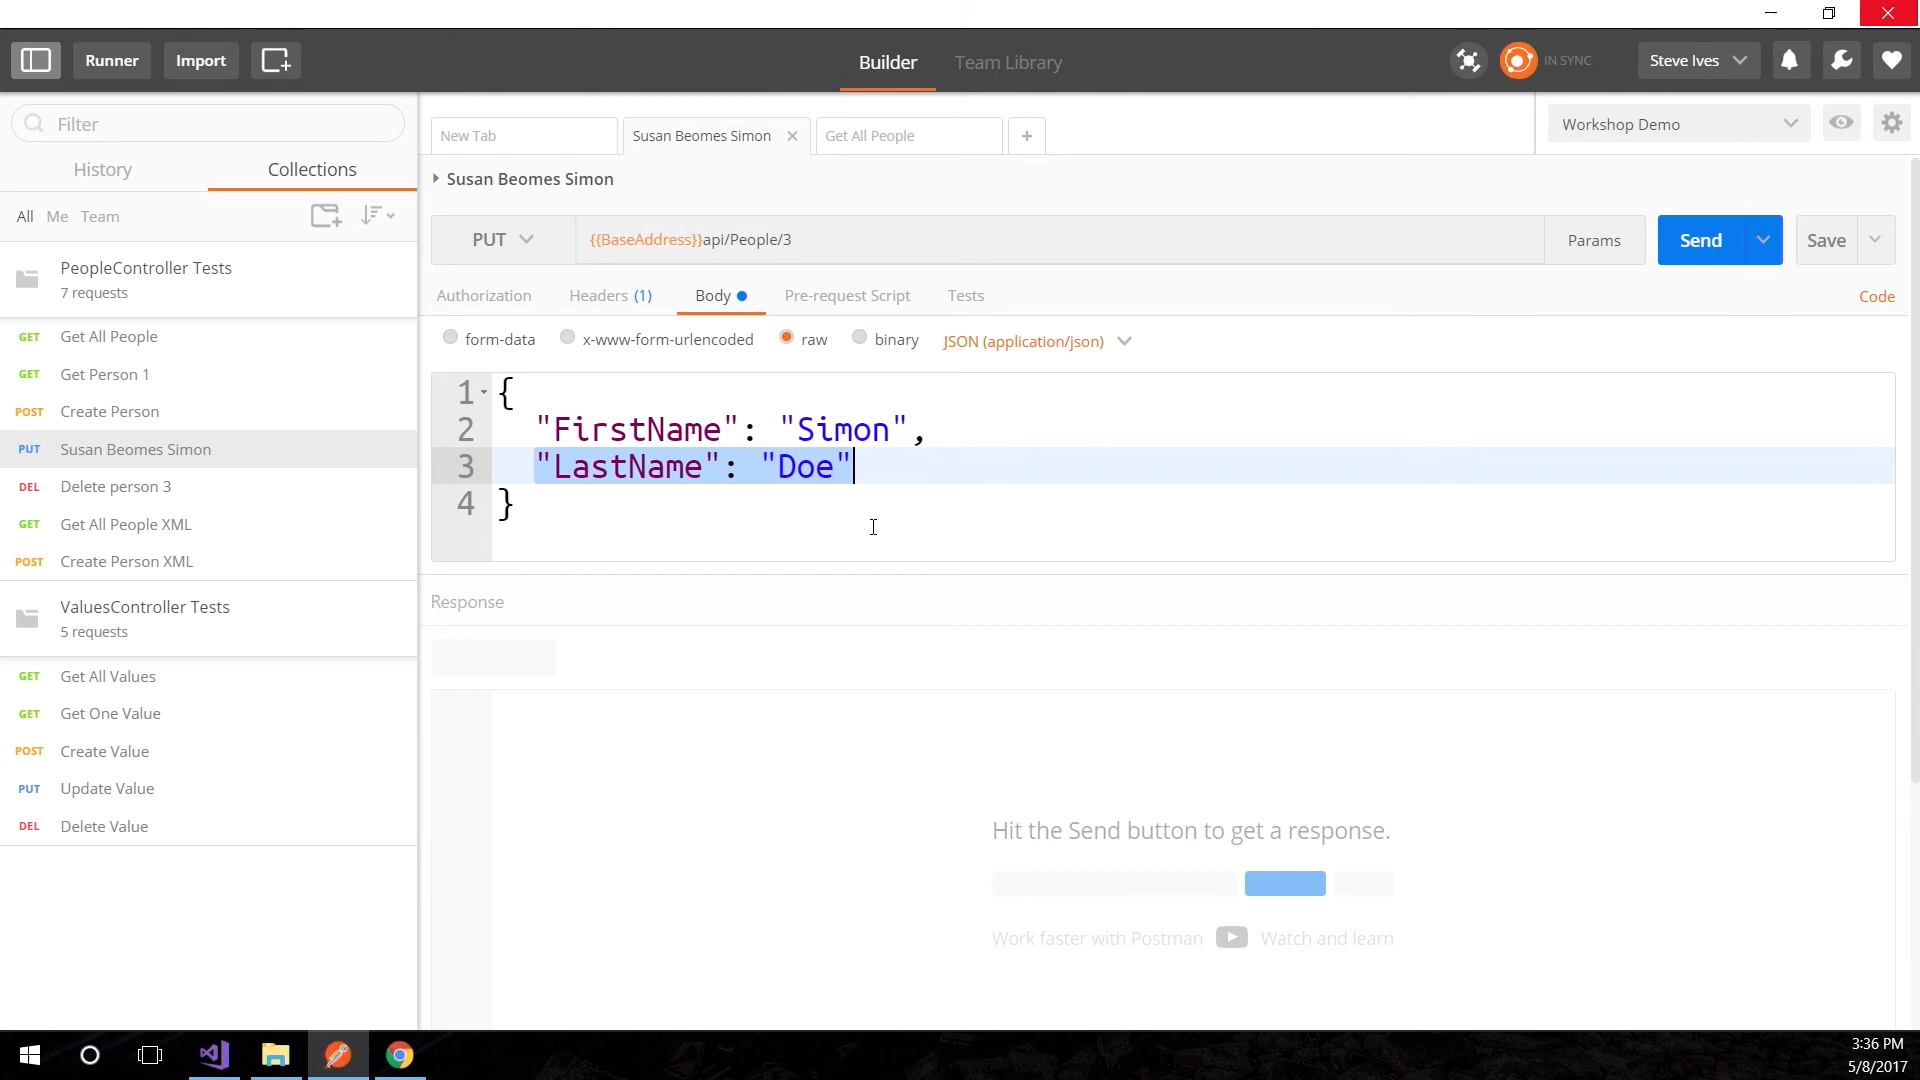 Runner
Import
Builder
Team Library
IN SYNC
Steve Ives
Filter
History
Collections
All Me Team
PeopleController Tests
7 requests
GET Get All People
GET Get Person 1
POST Create Person
PUT Susan Beomes Simon
DEL Delete person 3
GET Get All People XML
POST Create Person XML
ValuesController Tests
5 requests
GET Get All Values
GET Get One Value
POST Create Value
PUT Update Value
DEL Delete Value
New Tab
Susan Beomes Simon
Get All People
Workshop Demo
Susan Beomes Simon
PUT
{{BaseAddress}}api/People/3
Params
Send
Save
Authorization
Headers (1)
Body
Pre-request Script
Tests
Code
form-data
x-www-form-urlencoded
raw
binary
JSON (application/json)
1 {
2 "FirstName": "Simon",
3 "LastName": "Doe"
4 }
Response
Hit the Send button to get a response.
Work faster with Postman
Watch and learn
3:36 PM
5/8/2017